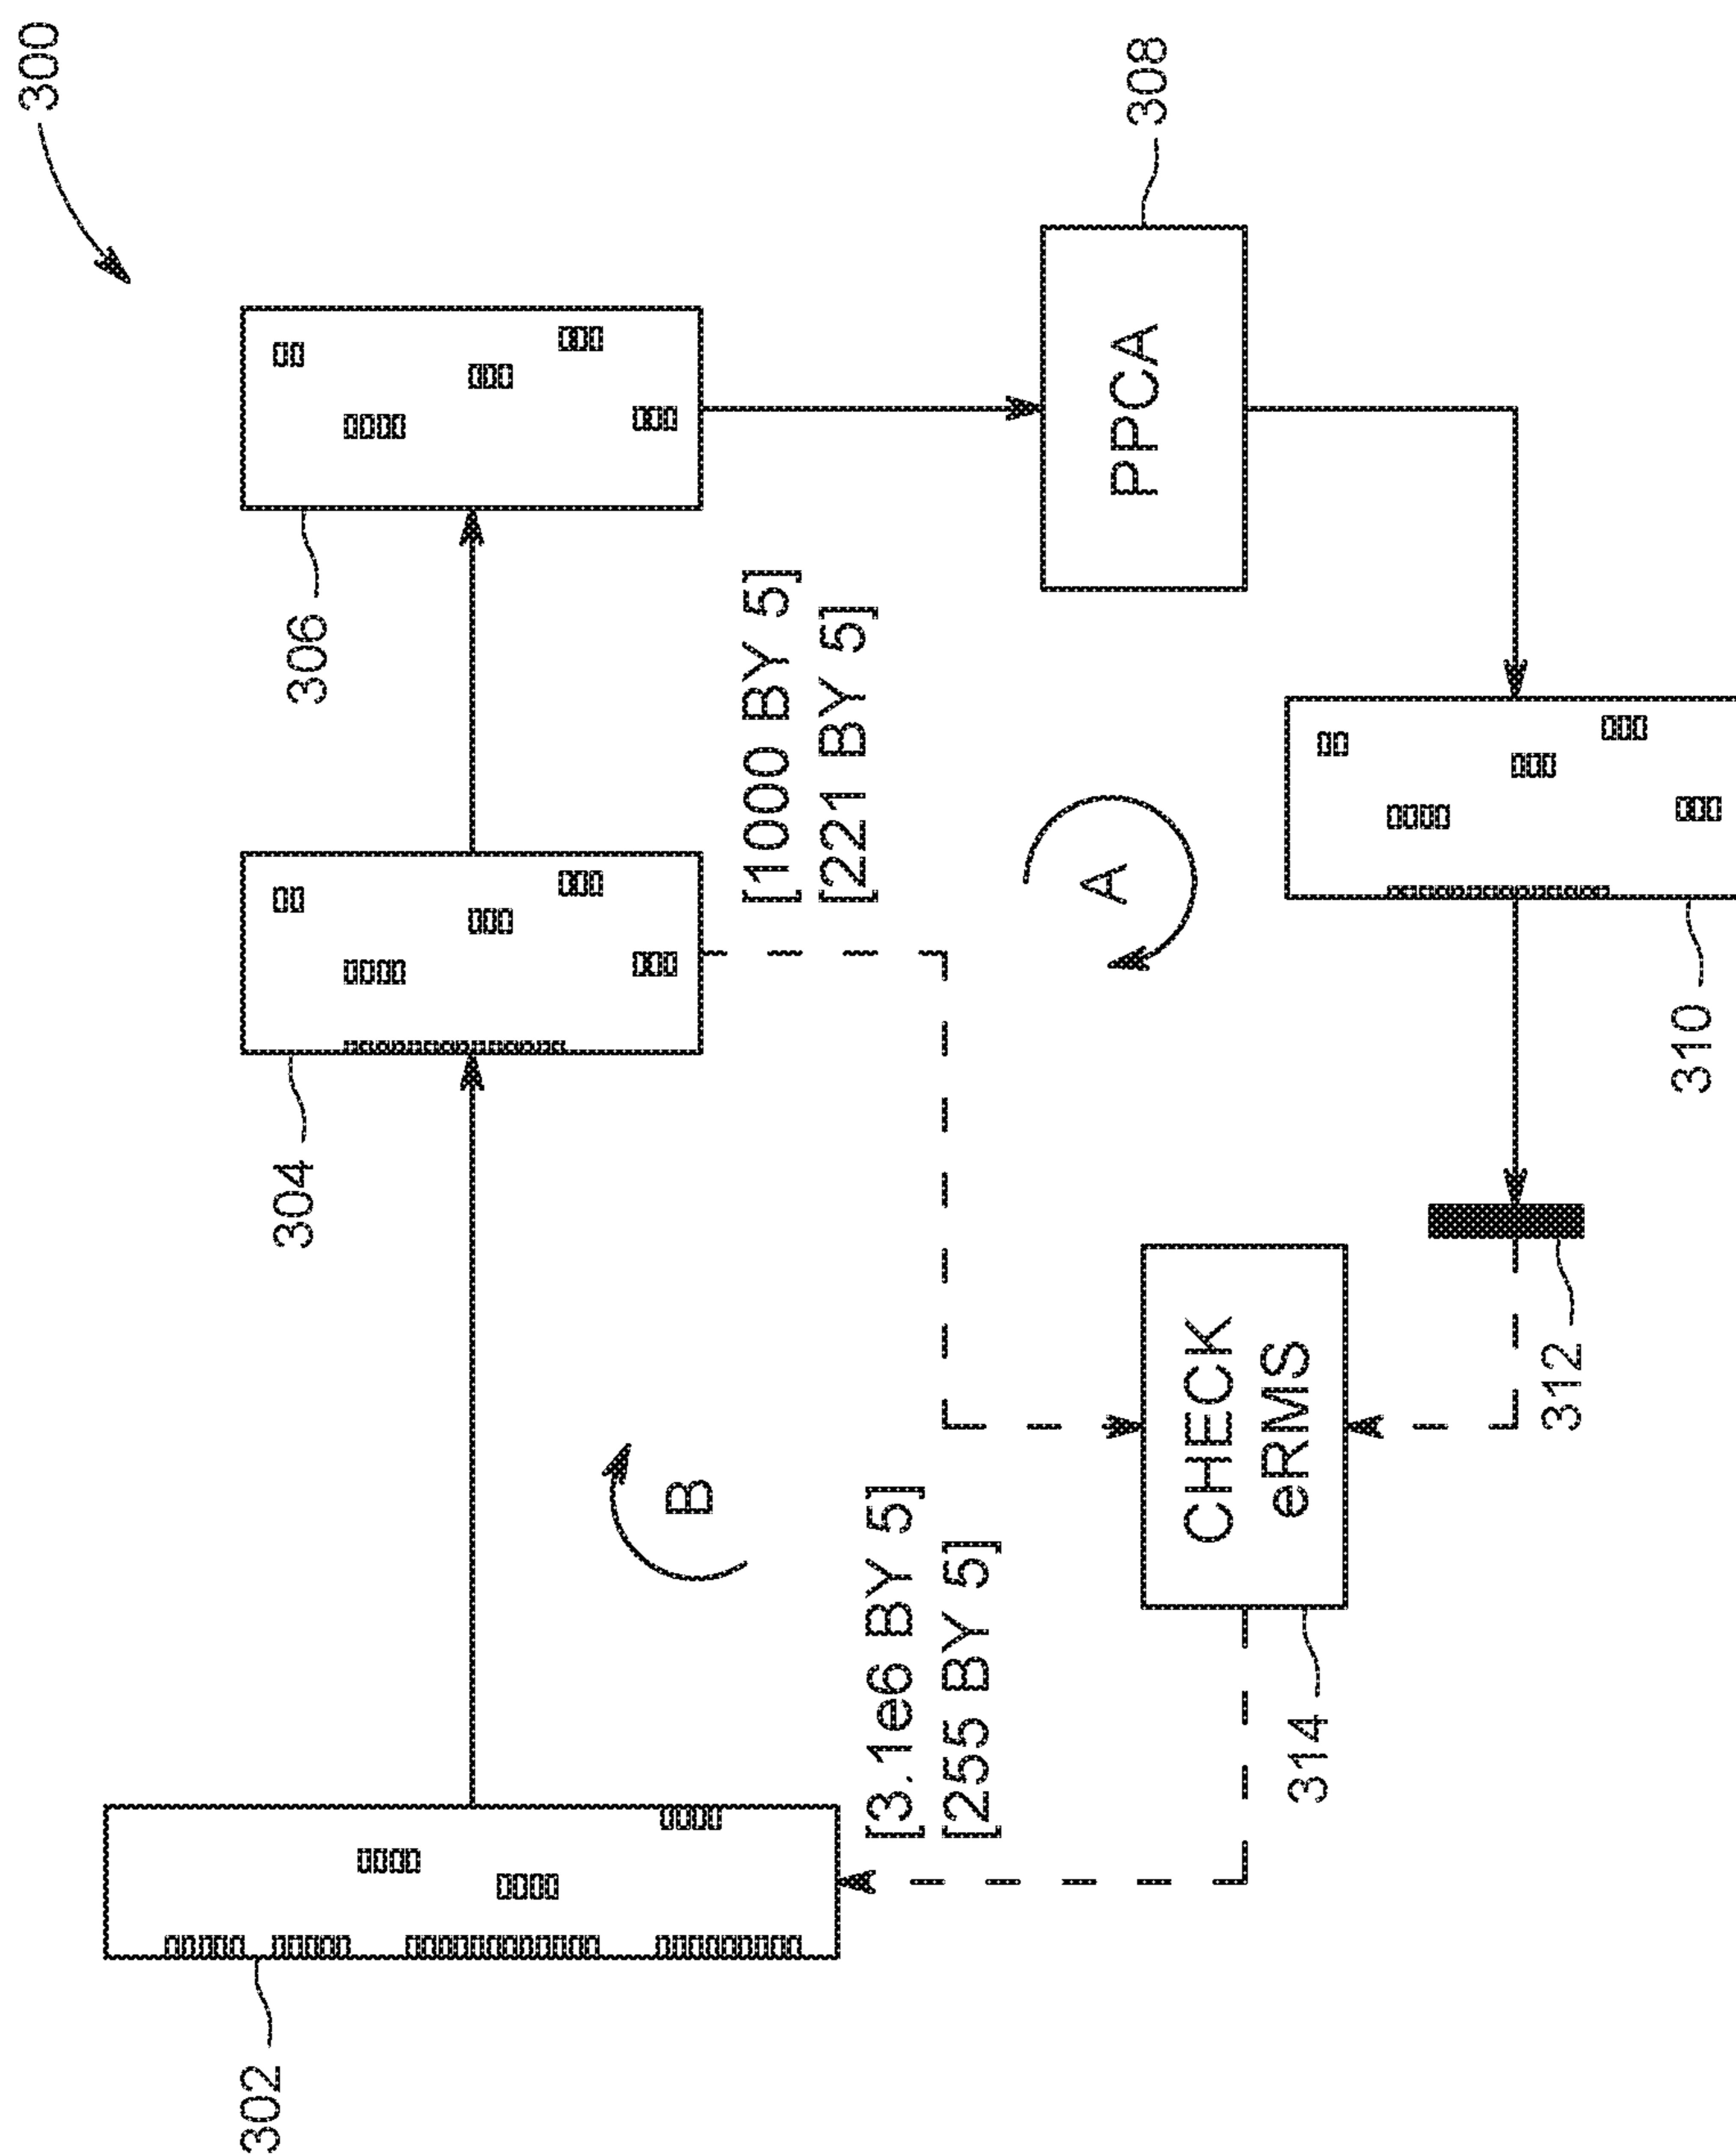 300
302
304
306
[3.1e6 BY 5]
[255 BY 5]
B
[1000 BY 5]
[221 BY 5]
A
308
PPCA
314
CHECK
eRMS
312
310